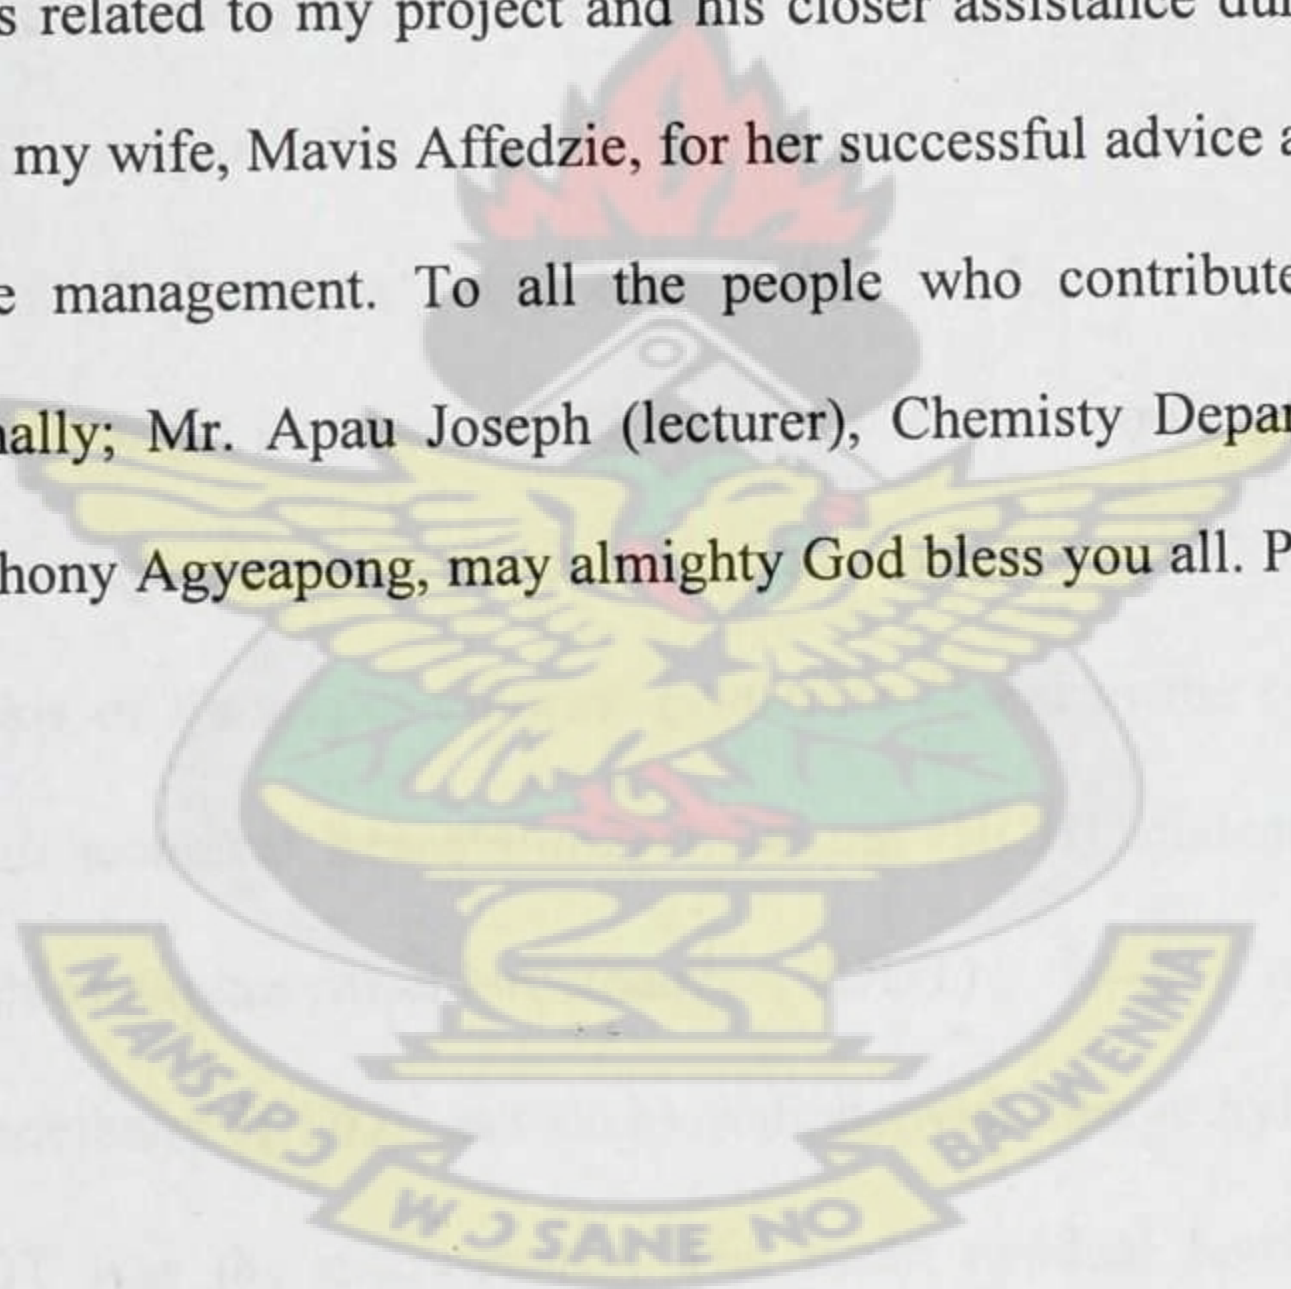 s related to my project and his closer assistance du
my wife, Mavis Affedzie, for her successful advice a
e management. To all the people who contribute
ally; Mr. Apau Joseph (lecturer), Chemisty Depar
hony Agyeapong, may almighty God bless you all. P
NYANSAPƆ
WƆSANE NO
BADWENMA